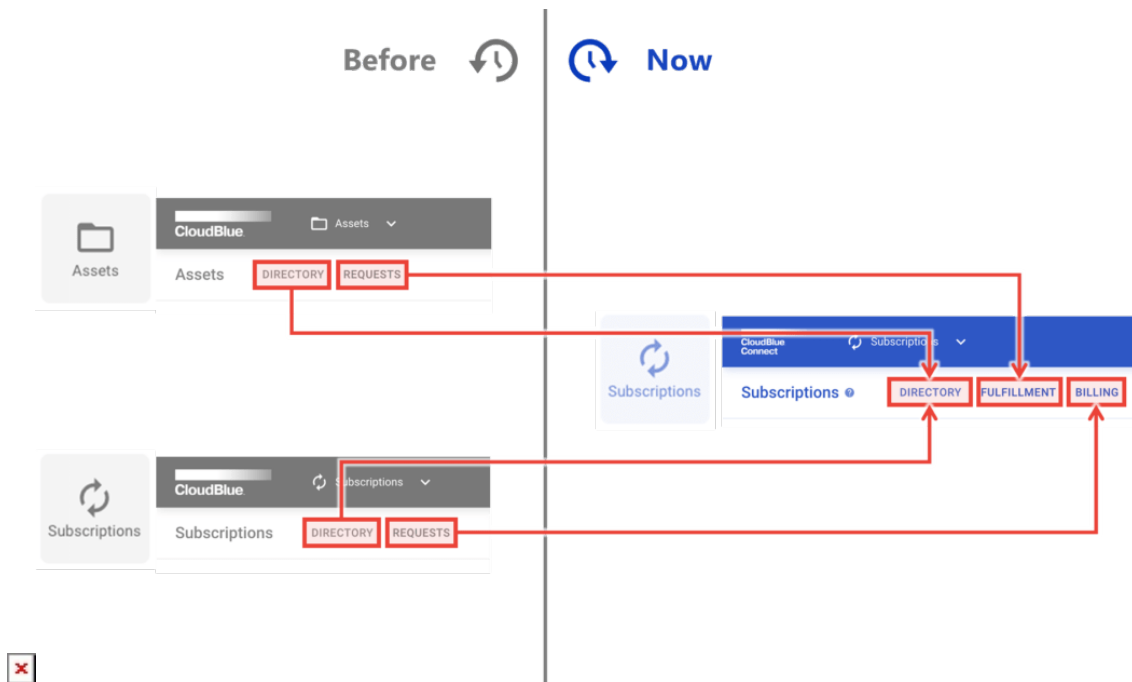 Before
Now
CloudBlue
Assets
Assets
Assets
DIRECTORY
REQUESTS
CloudBlue
Connect
Subscriptions
Subscriptions
Subscriptions
DIRECTORY
FULFILLMENT
BILLING
CloudBlue
Subscriptions
Subscriptions
Subscriptions
DIRECTORY
REQUESTS